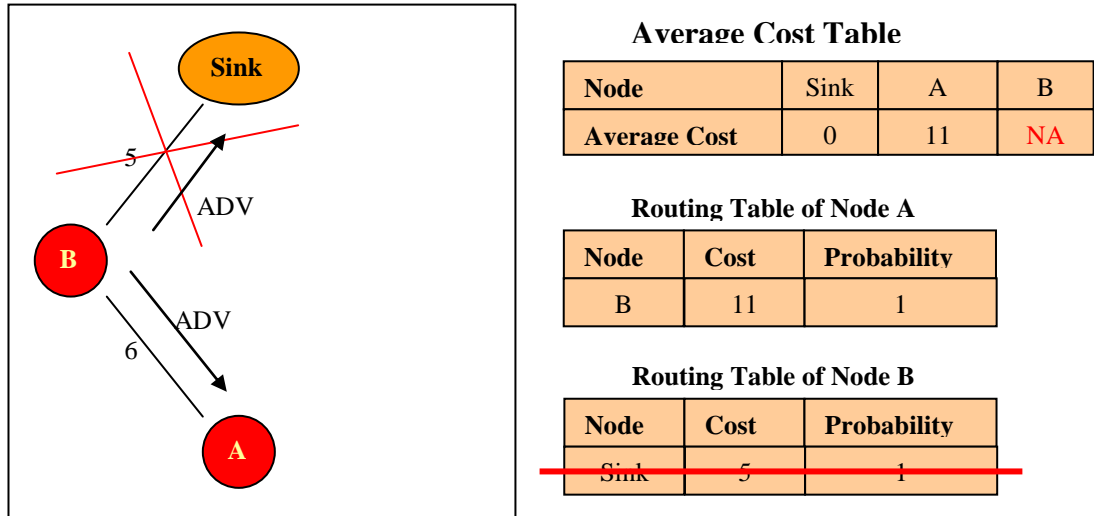 Sink
5
ADV
B
ADV
6
A
Average Cost Table
Node Sink A B
Average Cost 0 11 NA
Routing Table of Node A
Node Cost Probability
B 11 1
Routing Table of Node B
Node Cost Probability
Sink 5 1